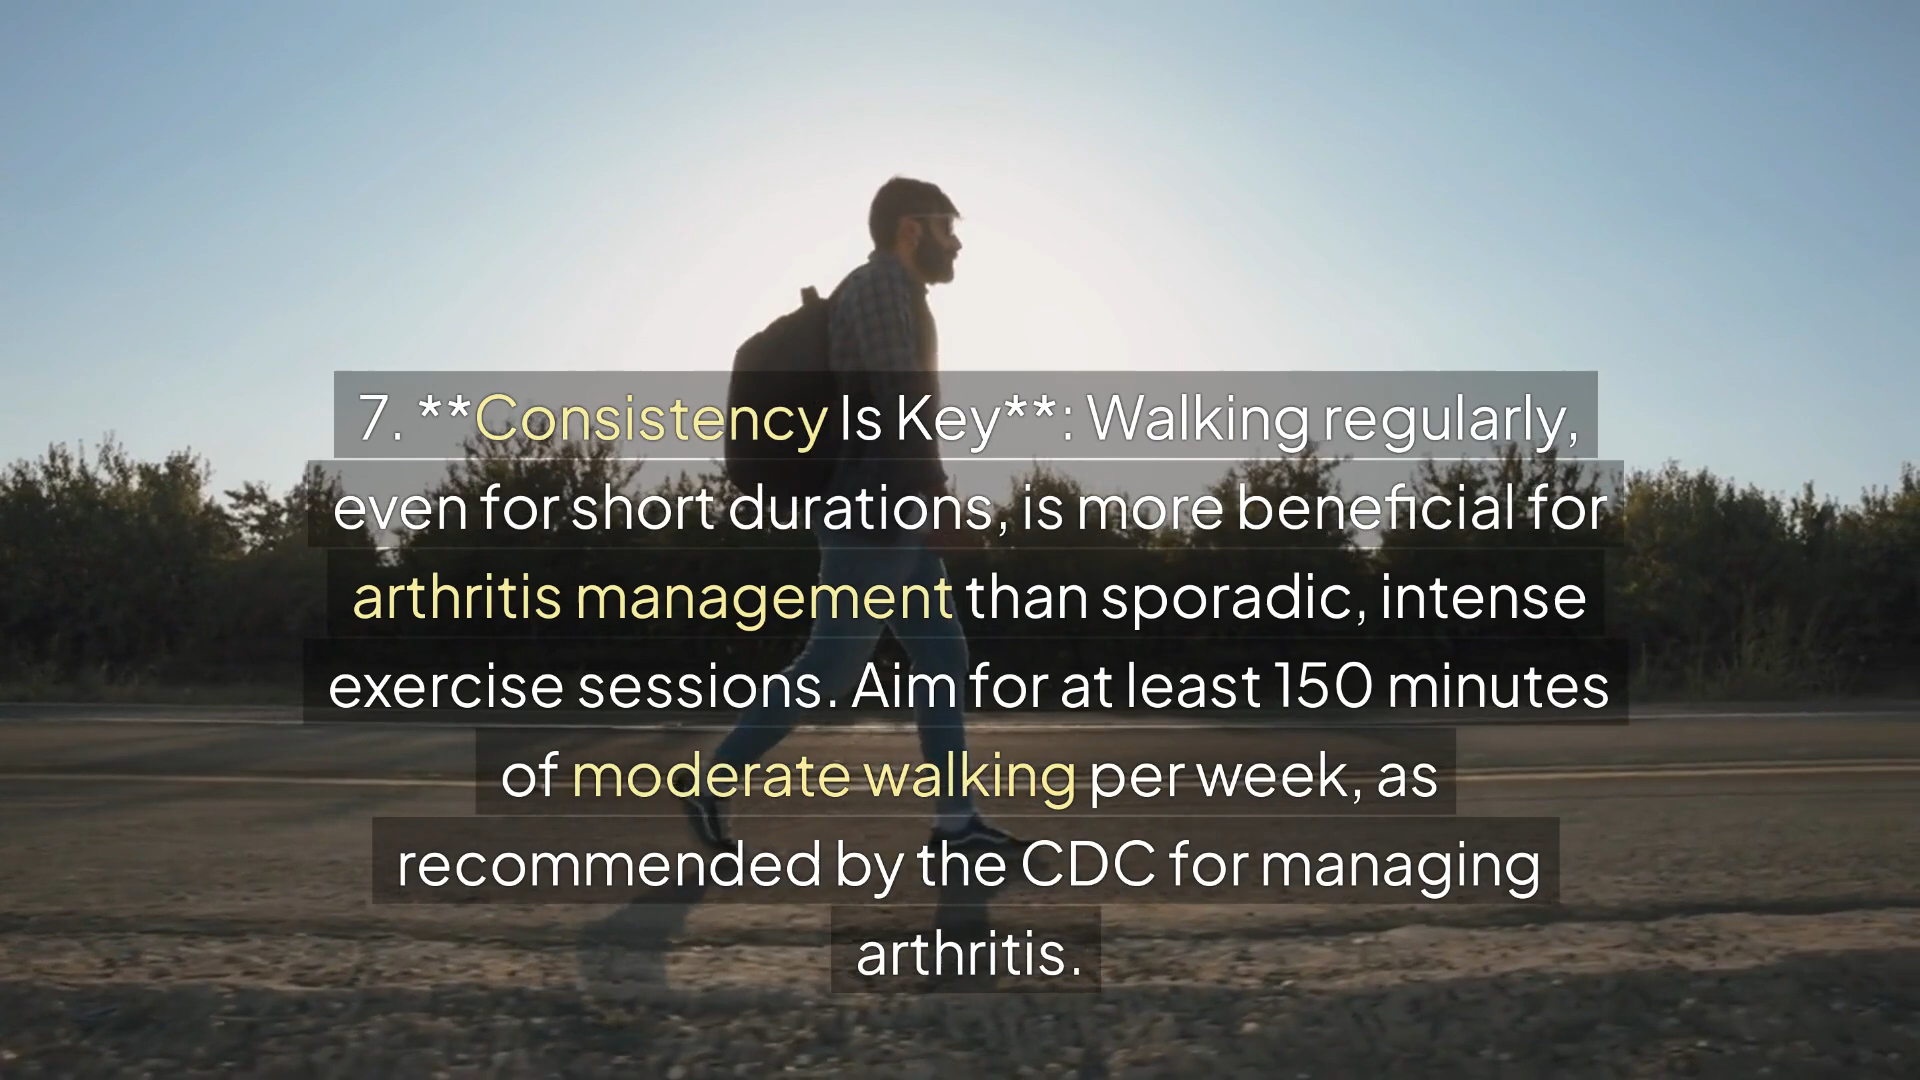 7. **Consistency Is Key**: Walking regularly,
even for short durations, is more beneficial for
arthritis management than sporadic, intense
exercise sessions. Aim for at least 150 minutes
of moderate walking per week, as
recommended by the CDC for managing
arthritis.